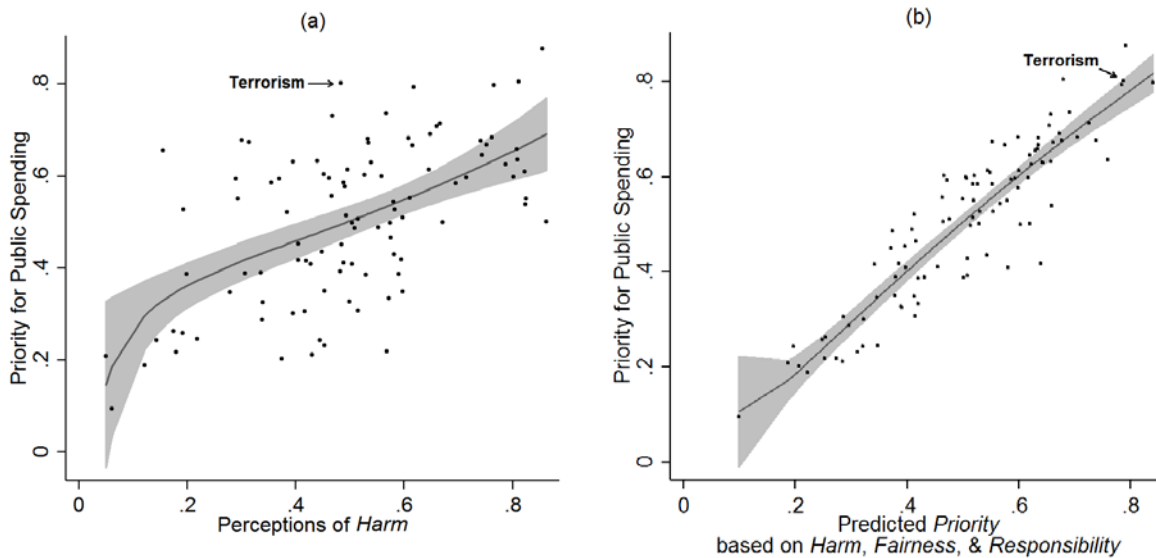 (a)
Priority for Public Spending
.8
.6
.4
.2
0
Terrorism
0 .2 .4 .6 .8
Perceptions of Harm
(b)
Priority for Public Spending
.8
.6
.4
.2
0
Terrorism
0 .2 .4 .6 .8
Predicted Priority
based on Harm, Fairness, & Responsibility